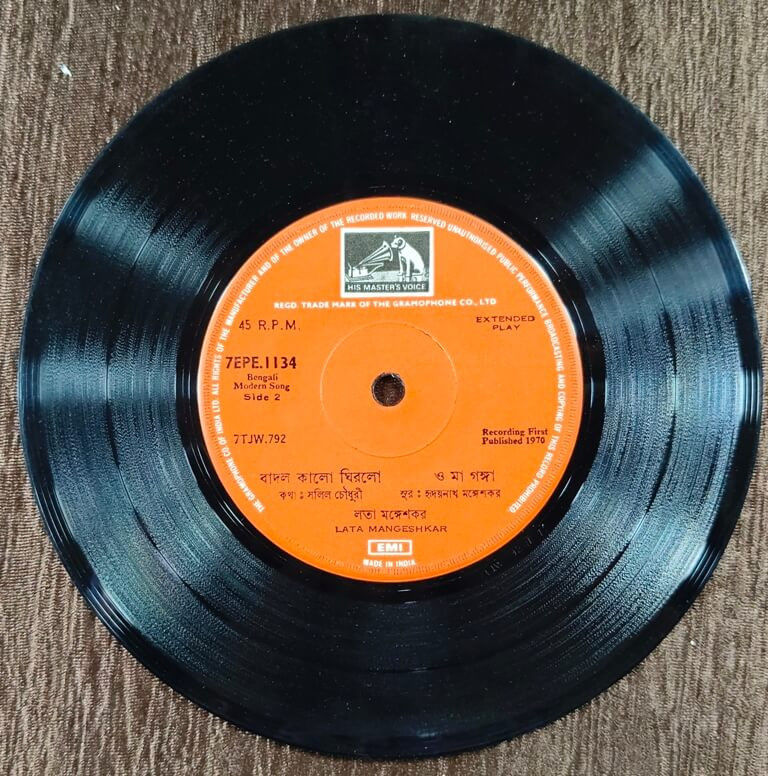 THE GRAMOPHONE CO. OF INDIA LTD. ALL RIGHTS OF THE MANUFACTURER AND OF THE OWNER OF THE RECORDED WORK RESERVED UNAUTHORISED PUBLIC PERFORMANCE BROADCASTING AND COPYING OF THIS RECORD PROHIBITED
HIS MASTER'S VOICE
REGD. TRADE MARK OF THE GRAMOPHONE CO., LTD
45 R.P.M.
EXTENDED
PLAY
7EPE.1134
Bengali
Modern Song
Side 2
7TJW.792
Recording First
Published 1970
বাদল কালো ঘিরলো ও মা গঙ্গা
কথা : সলিল চৌধুরী সুর : হৃদয়নাথ মঙ্গেশকর
লতা মঙ্গেশকর
LATA MANGESHKAR
EMI
MADE IN INDIA